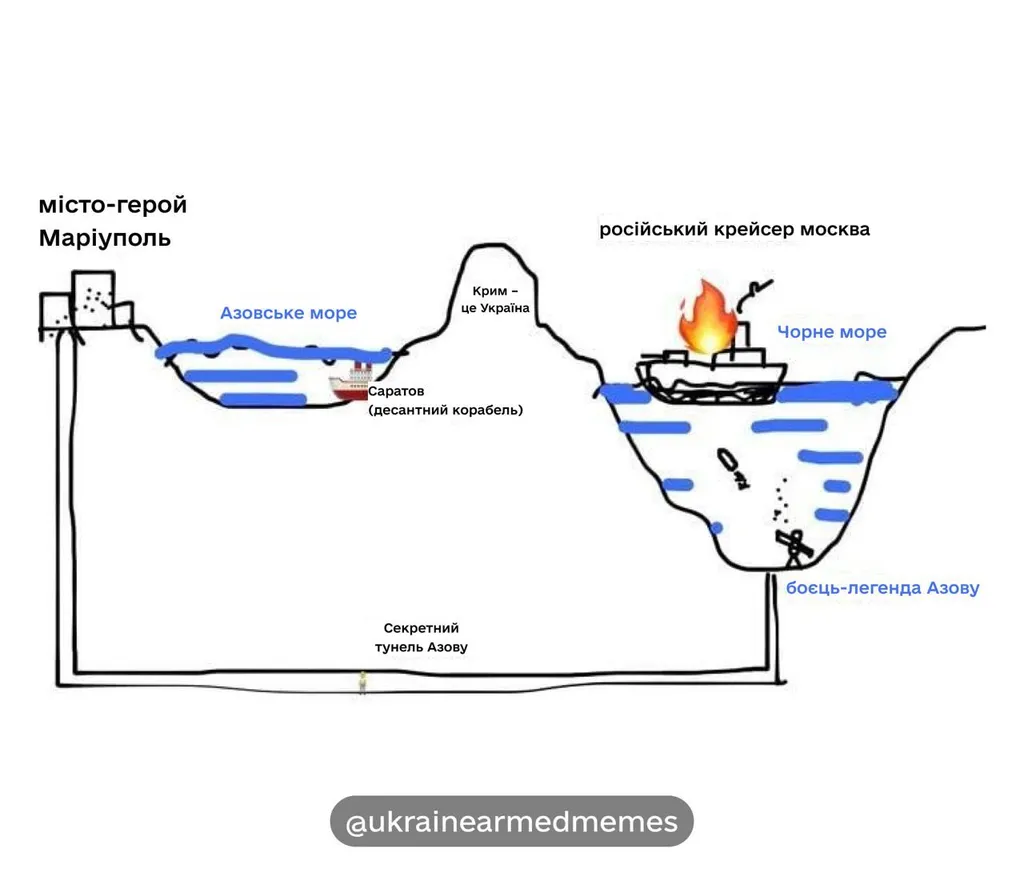 місто-герой
Маріуполь
російський крейсер москва
Крим –
це Україна
Азовське море
Чорне море
Саратов
(десантний корабель)
боєць-легенда Азову
Секретний
тунель Азову
@ukrainearmedmemes